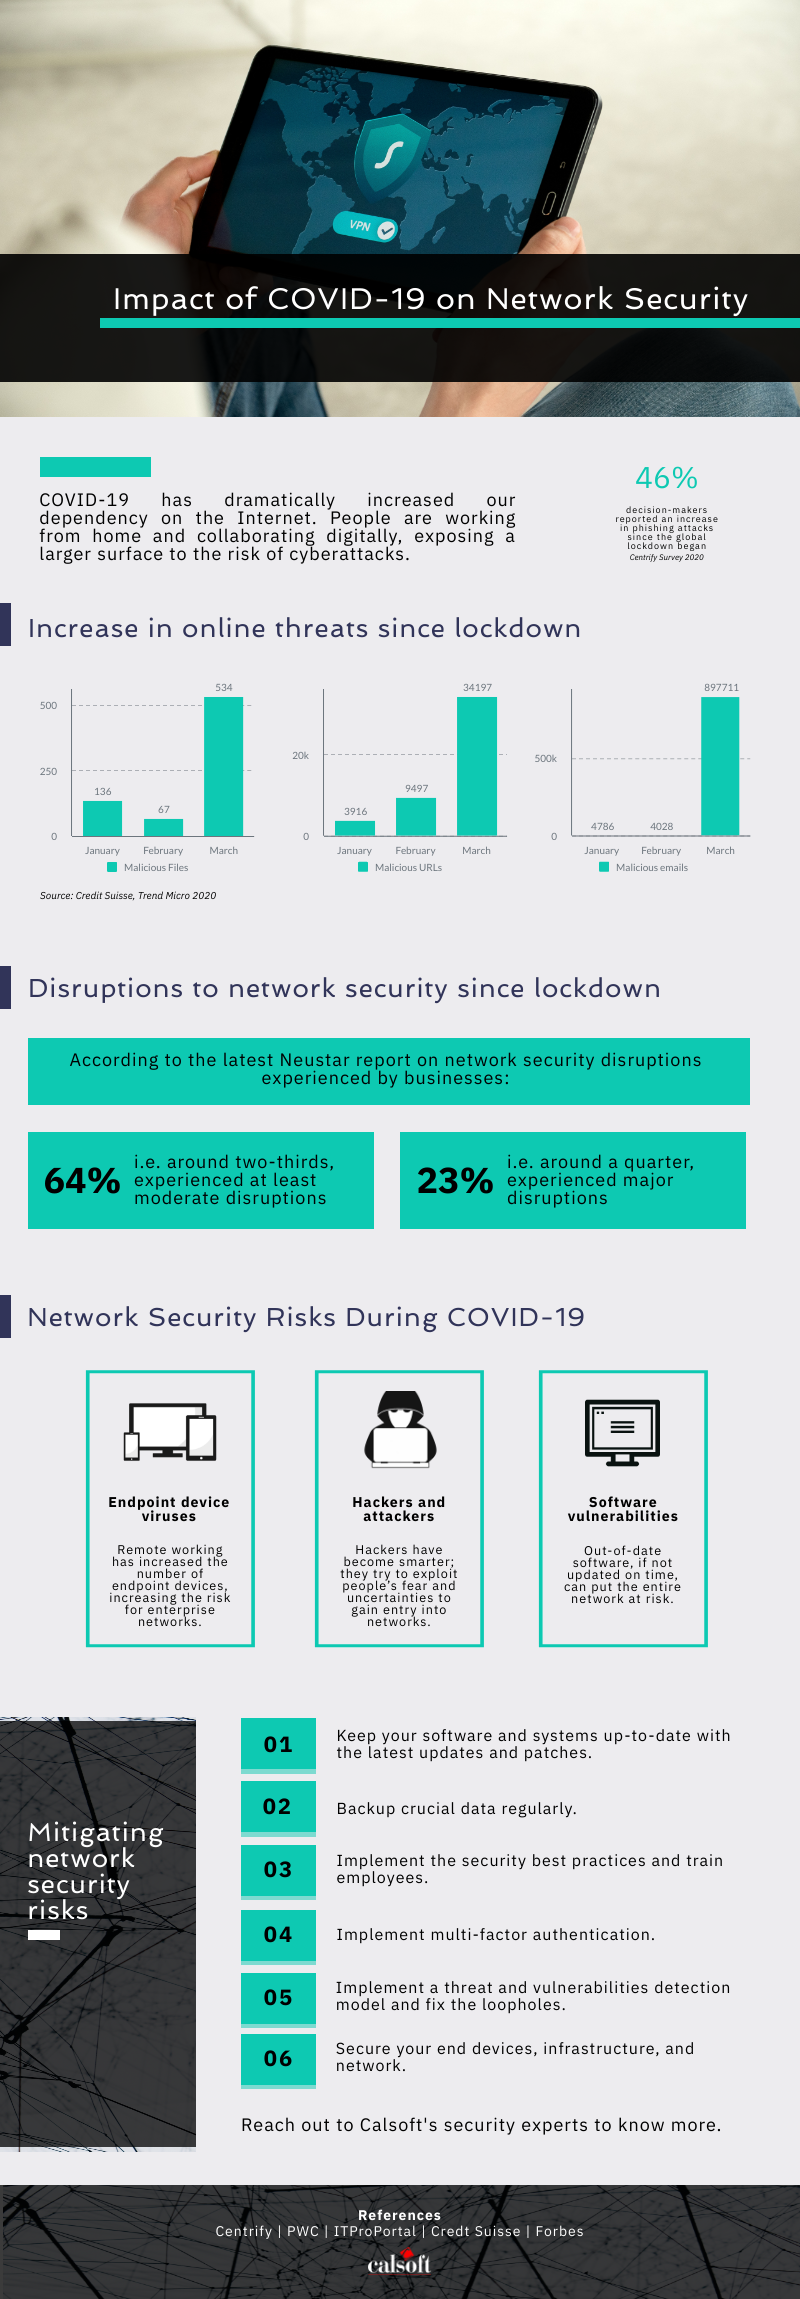 VPN
Impact of COVID-19 on Network Security
COVID-19 has dramatically increased our
dependency on the Internet. People are working
from home and collaborating digitally, exposing a
larger surface to the risk of cyberattacks.
46%
decision-makers
reported an increase
in phishing attacks
since the global
lockdown began
Centrify Survey 2020
Increase in online threats since lockdown
534
500
250
136
67
0
January February March
Malicious Files
34197
20k
9497
3916
0
January February March
Malicious URLs
897711
500k
4786
4028
0
January February March
Malicious emails
Source: Credit Suisse, Trend Micro 2020
Disruptions to network security since lockdown
According to the latest Neustar report on network security disruptions
experienced by businesses:
64%
i.e. around two-thirds,
experienced at least
moderate disruptions
23%
i.e. around a quarter,
experienced major
disruptions
Network Security Risks During COVID-19
Endpoint device
viruses
Remote working
has increased the
number of
endpoint devices,
increasing the risk
for enterprise
networks.
Hackers and
attackers
Hackers have
become smarter;
they try to exploit
people's fear and
uncertainties to
gain entry into
networks.
Software
vulnerabilities
Out-of-date
software, if not
updated on time,
can put the entire
network at risk.
Mitigating
network
security
risks
01
Keep your software and systems up-to-date with
the latest updates and patches.
02
Backup crucial data regularly.
03
Implement the security best practices and train
employees.
04
Implement multi-factor authentication.
05
Implement a threat and vulnerabilities detection
model and fix the loopholes.
06
Secure your end devices, infrastructure, and
network.
Reach out to Calsoft's security experts to know more.
References
Centrify | PWC | ITProPortal | Credt Suisse | Forbes
calsoft